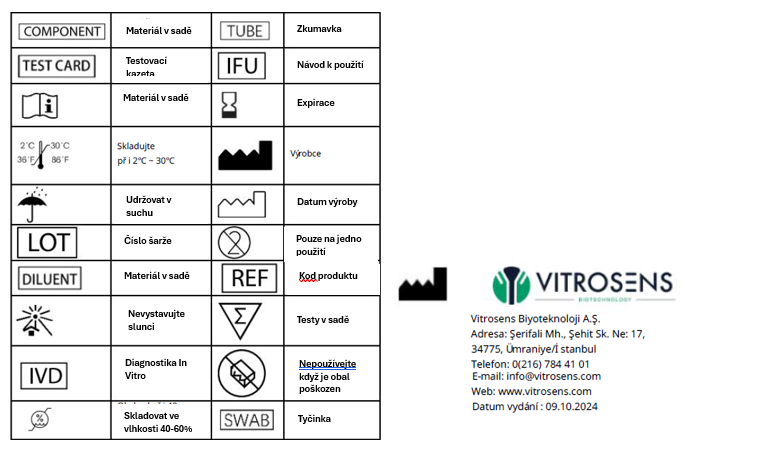 COMPONENT Materiál v sadě TUBE Zkumavka
TEST CARD Testovací kazeta IFU Návod k použití
Materiál v sadě Expirace
2°C 30°C
36°F 86°F
Skladujte
př i 2°C ~ 30°C
Výrobce
Udržovat v
suchu
Datum výroby
LOT Číslo šarže 2 Pouze na jedno
použití
DILUENT Materiál v sadě REF Kod produktu
Nevystavujte
slunci
Σ Testy v sadě
IVD Diagnostika In
Vitro
Nepoužívejte
když je obal
poškozen
% Skladovat ve
vlhkosti 40-60%
SWAB Tyčinka
VITROSENS
BIOTECHNOLOGY
Vitrosens Biyoteknoloji A.Ş.
Adresa: Şerifali Mh., Şehit Sk. Ne: 17,
34775, Ümraniye/İ stanbul
Telefon: 0(216) 784 41 01
E-mail: info@vitrosens.com
Web: www.vitrosens.com
Datum vydání : 09.10.2024